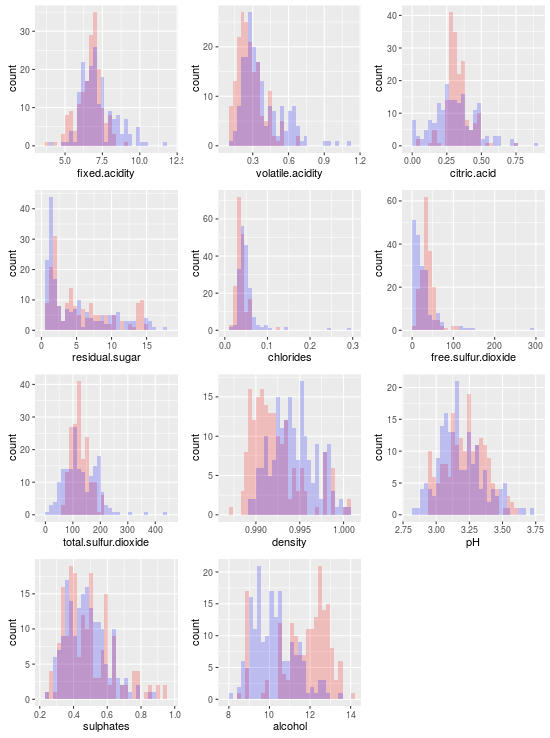 count
30
20
10
0
5.0 7.5 10.0 12.5
fixed.acidity
count
20
10
0
0.3 0.6 0.9 1.2
volatile.acidity
count
40
30
20
10
0
0.00 0.25 0.50 0.75
citric.acid
count
40
30
20
10
0
0 5 10 15
residual.sugar
count
60
40
20
0
0.0 0.1 0.2 0.3
chlorides
count
60
40
20
0
0 100 200 300
free.sulfur.dioxide
count
40
30
20
10
0
0 100 200 300 400
total.sulfur.dioxide
count
15
10
5
0
0.990 0.995 1.000
density
count
20
15
10
5
0
2.75 3.00 3.25 3.50 3.75
pH
count
15
10
5
0
0.2 0.4 0.6 0.8 1.0
sulphates
count
20
15
10
5
0
8 10 12 14
alcohol